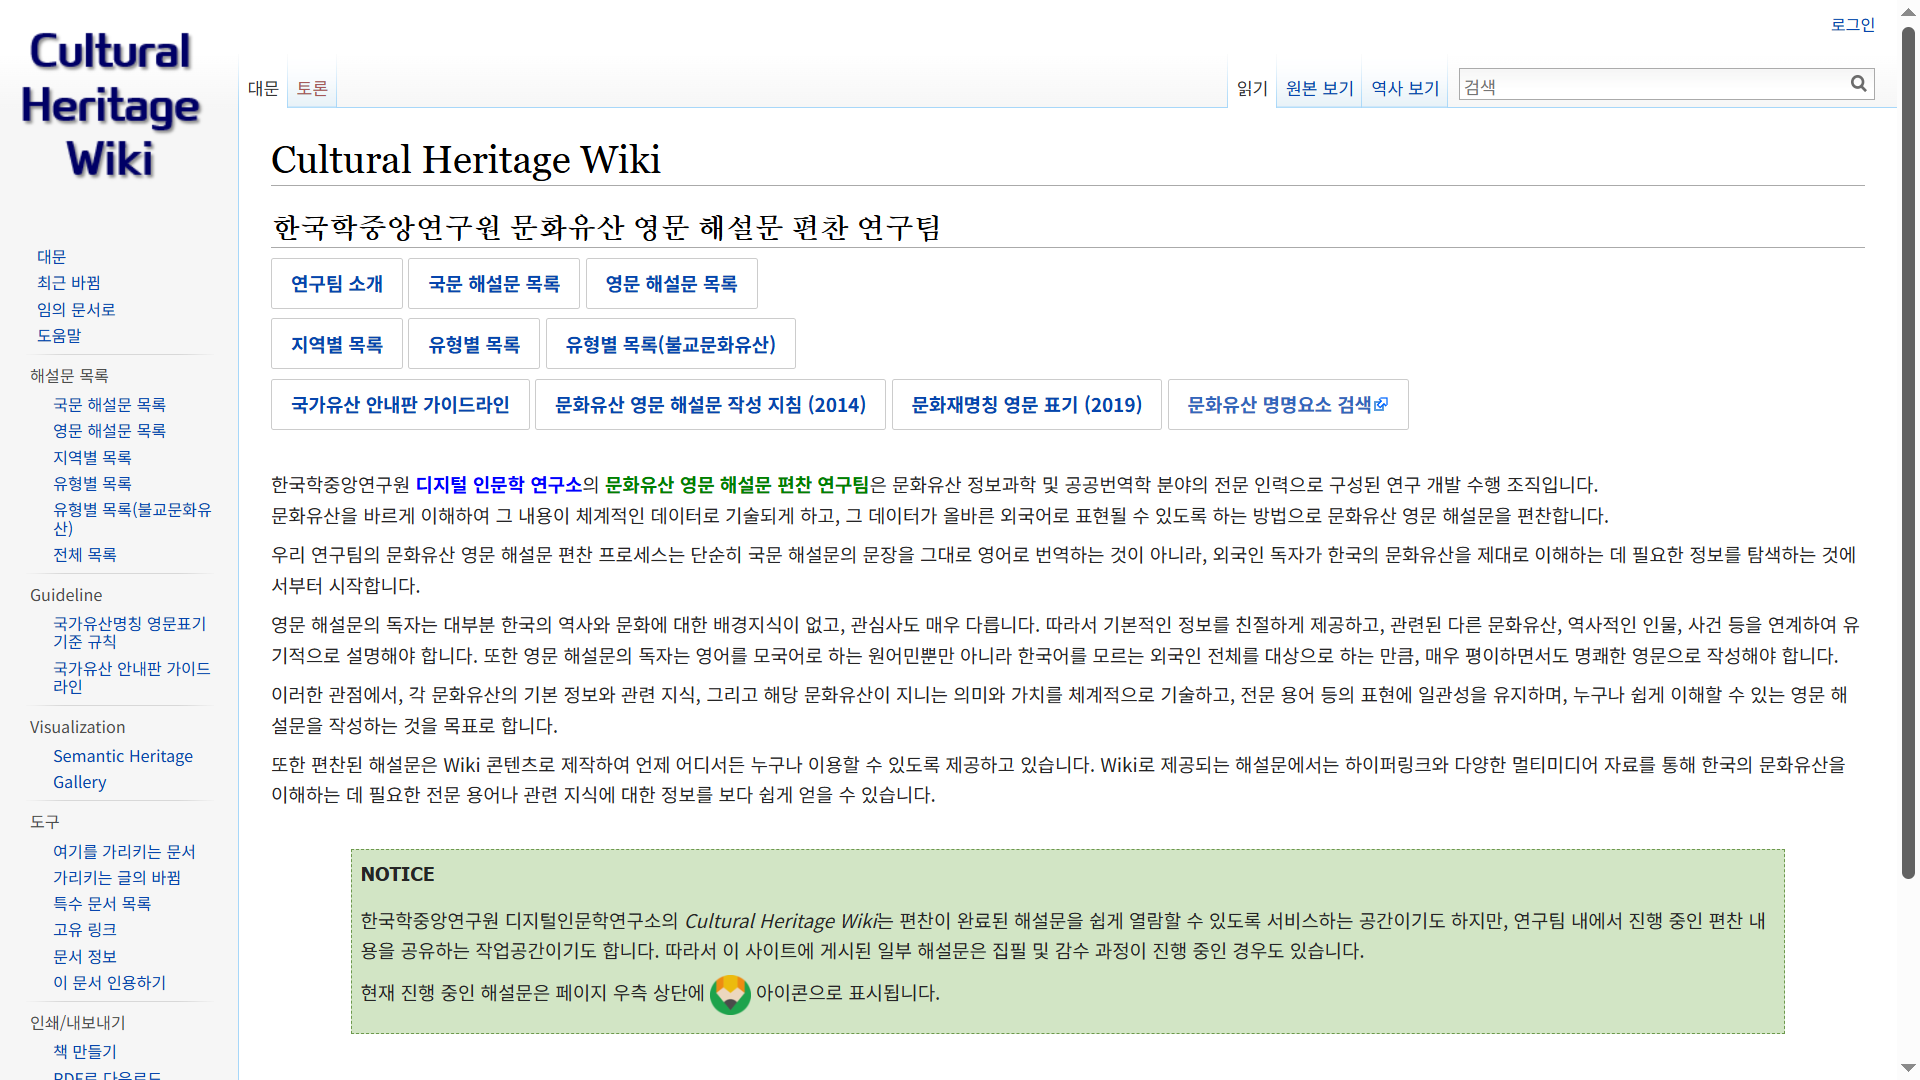 Cultural
Heritage
Wiki
로그인
대문
토론
읽기
원본 보기
역사 보기
검색
Cultural Heritage Wiki
한국학중앙연구원 문화유산 영문 해설문 편찬 연구팀
연구팀 소개
국문 해설문 목록
영문 해설문 목록
지역별 목록
유형별 목록
유형별 목록(불교문화유산)
국가유산 안내판 가이드라인
문화유산 영문 해설문 작성 지침 (2014)
문화재명칭 영문 표기 (2019)
문화유산 명명요소 검색
한국학중앙연구원 디지털 인문학 연구소의 문화유산 영문 해설문 편찬 연구팀은 문화유산 정보과학 및 공공번역학 분야의 전문 인력으로 구성된 연구 개발 수행 조직입니다.
문화유산을 바르게 이해하여 그 내용이 체계적인 데이터로 기술되게 하고, 그 데이터가 올바른 외국어로 표현될 수 있도록 하는 방법으로 문화유산 영문 해설문을 편찬합니다.
우리 연구팀의 문화유산 영문 해설문 편찬 프로세스는 단순히 국문 해설문의 문장을 그대로 영어로 번역하는 것이 아니라, 외국인 독자가 한국의 문화유산을 제대로 이해하는 데 필요한 정보를 탐색하는 것에
서부터 시작합니다.
영문 해설문의 독자는 대부분 한국의 역사와 문화에 대한 배경지식이 없고, 관심사도 매우 다릅니다. 따라서 기본적인 정보를 친절하게 제공하고, 관련된 다른 문화유산, 역사적인 인물, 사건 등을 연계하여 유
기적으로 설명해야 합니다. 또한 영문 해설문의 독자는 영어를 모국어로 하는 원어민뿐만 아니라 한국어를 모르는 외국인 전체를 대상으로 하는 만큼, 매우 평이하면서도 명쾌한 영문으로 작성해야 합니다.
이러한 관점에서, 각 문화유산의 기본 정보와 관련 지식, 그리고 해당 문화유산이 지니는 의미와 가치를 체계적으로 기술하고, 전문 용어 등의 표현에 일관성을 유지하며, 누구나 쉽게 이해할 수 있는 영문 해
설문을 작성하는 것을 목표로 합니다.
또한 편찬된 해설문은 Wiki 콘텐츠로 제작하여 언제 어디서든 누구나 이용할 수 있도록 제공하고 있습니다. Wiki로 제공되는 해설문에서는 하이퍼링크와 다양한 멀티미디어 자료를 통해 한국의 문화유산을
이해하는 데 필요한 전문 용어나 관련 지식에 대한 정보를 보다 쉽게 얻을 수 있습니다.
NOTICE
한국학중앙연구원 디지털인문학연구소의 Cultural Heritage Wiki는 편찬이 완료된 해설문을 쉽게 열람할 수 있도록 서비스하는 공간이기도 하지만, 연구팀 내에서 진행 중인 편찬 내
용을 공유하는 작업공간이기도 합니다. 따라서 이 사이트에 게시된 일부 해설문은 집필 및 감수 과정이 진행 중인 경우도 있습니다.
현재 진행 중인 해설문은 페이지 우측 상단에 아이콘으로 표시됩니다.
대문
최근 바뀜
임의 문서로
도움말
해설문 목록
국문 해설문 목록
영문 해설문 목록
지역별 목록
유형별 목록
유형별 목록(불교문화유
산)
전체 목록
Guideline
국가유산명칭 영문표기
기준 규칙
국가유산 안내판 가이드
라인
Visualization
Semantic Heritage
Gallery
도구
여기를 가리키는 문서
가리키는 글의 바뀜
특수 문서 목록
고유 링크
문서 정보
이 문서 인용하기
인쇄/내보내기
책 만들기
PDF로 다운로드